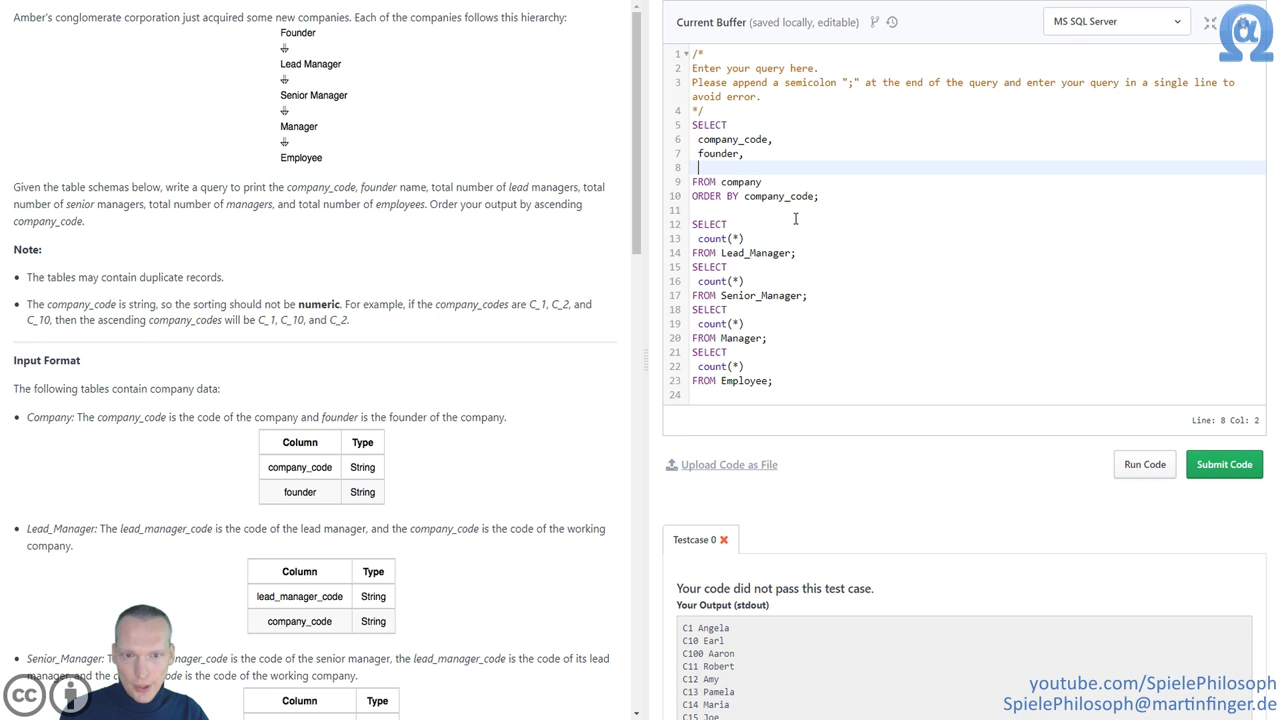 Amber's conglomerate corporation just acquired some new companies. Each of the companies follows this hierarchy:
Founder
Lead Manager
Senior Manager
Manager
Employee
Given the table schemas below, write a query to print the company_code, founder name, total number of lead managers, total
number of senior managers, total number of managers, and total number of employees. Order your output by ascending
company_code.
Note:
• The tables may contain duplicate records.
• The company_code is string, so the sorting should not be numeric. For example, if the company_codes are C_1, C_2, and
C_10, then the ascending company_codes will be C_1, C_10, and C_2.
Input Format
The following tables contain company data:
• Company: The company_code is the code of the company and founder is the founder of the company.
Column Type
company_code String
founder String
• Lead_Manager: The lead_manager_code is the code of the lead manager, and the company_code is the code of the working
company.
Column Type
lead_manager_code String
company_code String
• Senior_Manager: nager_code is the code of the senior manager, the lead_manager_code is the code of its lead
manager, and the is the code of the working company.
Column Type
Current Buffer (saved locally, editable)
MS SQL Server
1 /*
2 Enter your query here.
3 Please append a semicolon ";" at the end of the query and enter your query in a single line to
avoid error.
4 */
5 SELECT
6 company_code,
7 founder,
8
9 FROM company
10 ORDER BY company_code;
11
12 SELECT
13 count(*)
14 FROM Lead_Manager;
15 SELECT
16 count(*)
17 FROM Senior_Manager;
18 SELECT
19 count(*)
20 FROM Manager;
21 SELECT
22 count(*)
23 FROM Employee;
24
Line: 8 Col: 2
Upload Code as File
Run Code
Submit Code
Testcase 0
Your code did not pass this test case.
Your Output (stdout)
C1 Angela
C10 Earl
C100 Aaron
C11 Robert
C12 Amy
C13 Pamela
C14 Maria
C15 Joe
cc
youtube.com/SpielePhilosoph
SpielePhilosoph@martinfinger.de